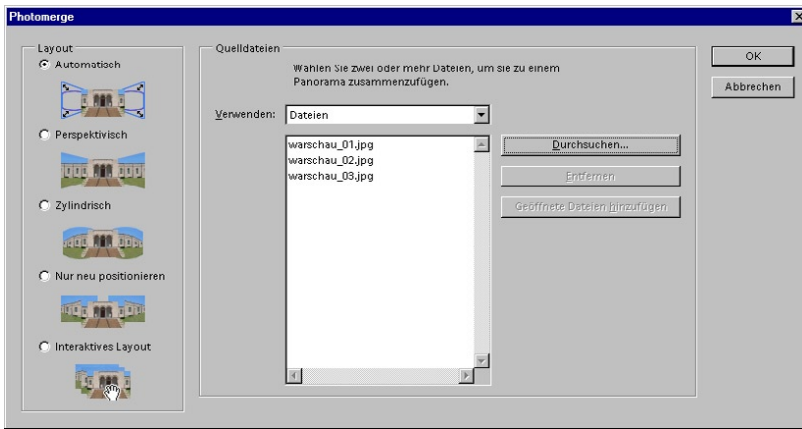 Photomerge
Layout
Automatisch
Perspektivisch
Zylindrisch
Nur neu positionieren
Interaktives Layout
Quelldateien
Wählen Sie zwei oder mehr Dateien, um sie zu einem
Panorama zusammenzufügen.
Verwenden: Dateien
warschau_01.jpg
warschau_02.jpg
warschau_03.jpg
Durchsuchen...
Entfernen
Geöffnete Dateien hinzufügen
OK
Abbrechen